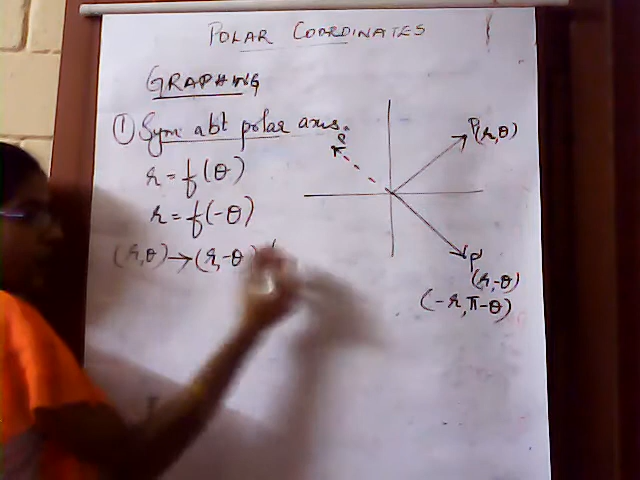 POLAR COORDINATES
GRAPHING
① Sym abt polar axis.
r = f(θ)
r = f(-θ)
(r,θ) → (r,-θ)
P(r,θ)
P'
(r,-θ)
(-r, π-θ)